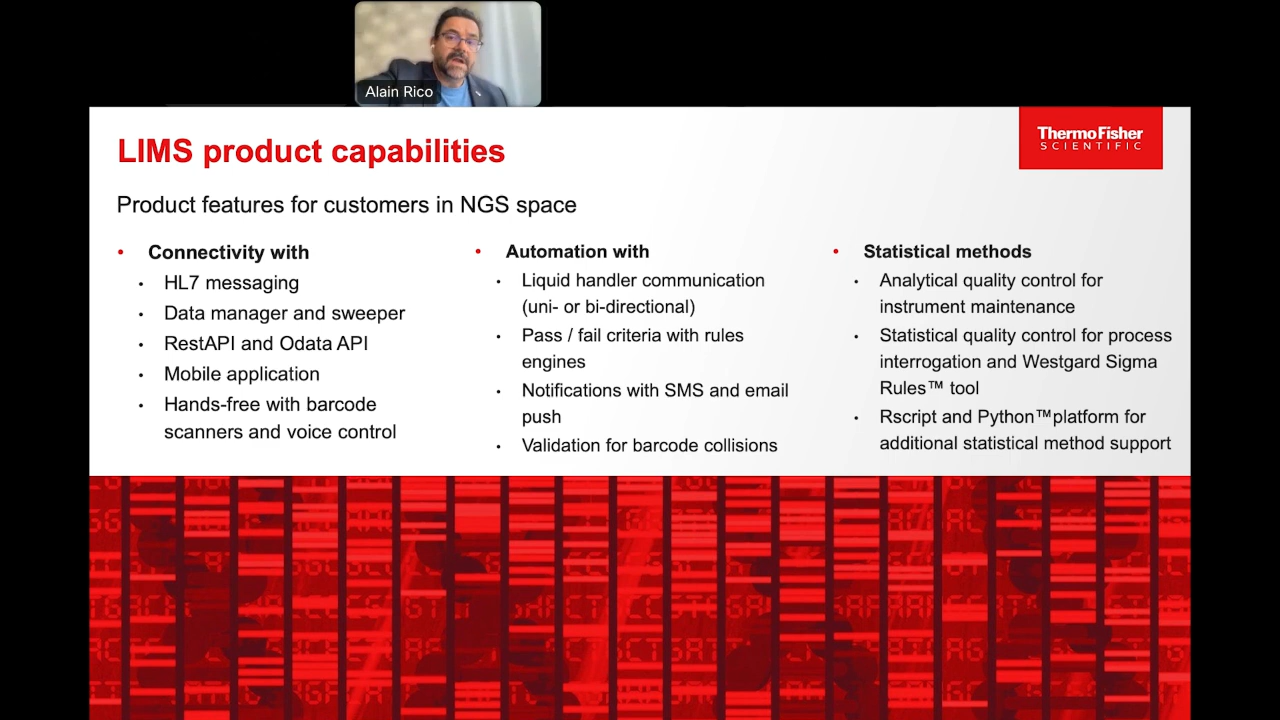 Alain Rico
LIMS product capabilities
ThermoFisher
SCIENTIFIC
Product features for customers in NGS space
• Connectivity with
• HL7 messaging
• Data manager and sweeper
• RestAPI and Odata API
• Mobile application
• Hands-free with barcode
scanners and voice control
• Automation with
• Liquid handler communication
(uni- or bi-directional)
• Pass / fail criteria with rules
engines
• Notifications with SMS and email
push
• Validation for barcode collisions
• Statistical methods
• Analytical quality control for
instrument maintenance
• Statistical quality control for process
interrogation and Westgard Sigma
Rules™ tool
• Rscript and Python™platform for
additional statistical method support